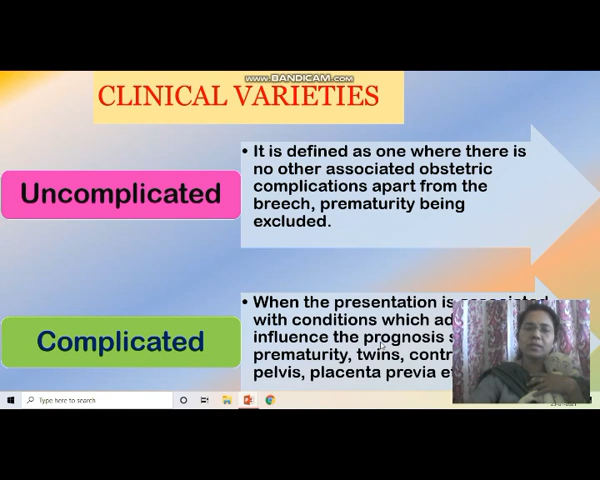 www.BANDICAM.com
CLINICAL VARIETIES
Uncomplicated
• It is defined as one where there is
no other associated obstetric
complications apart from the
breech, prematurity being
excluded.
Complicated
• When the presentation is associated
with conditions which
influence the prognosis
prematurity, twins,
pelvis, placenta previa
Type here to search